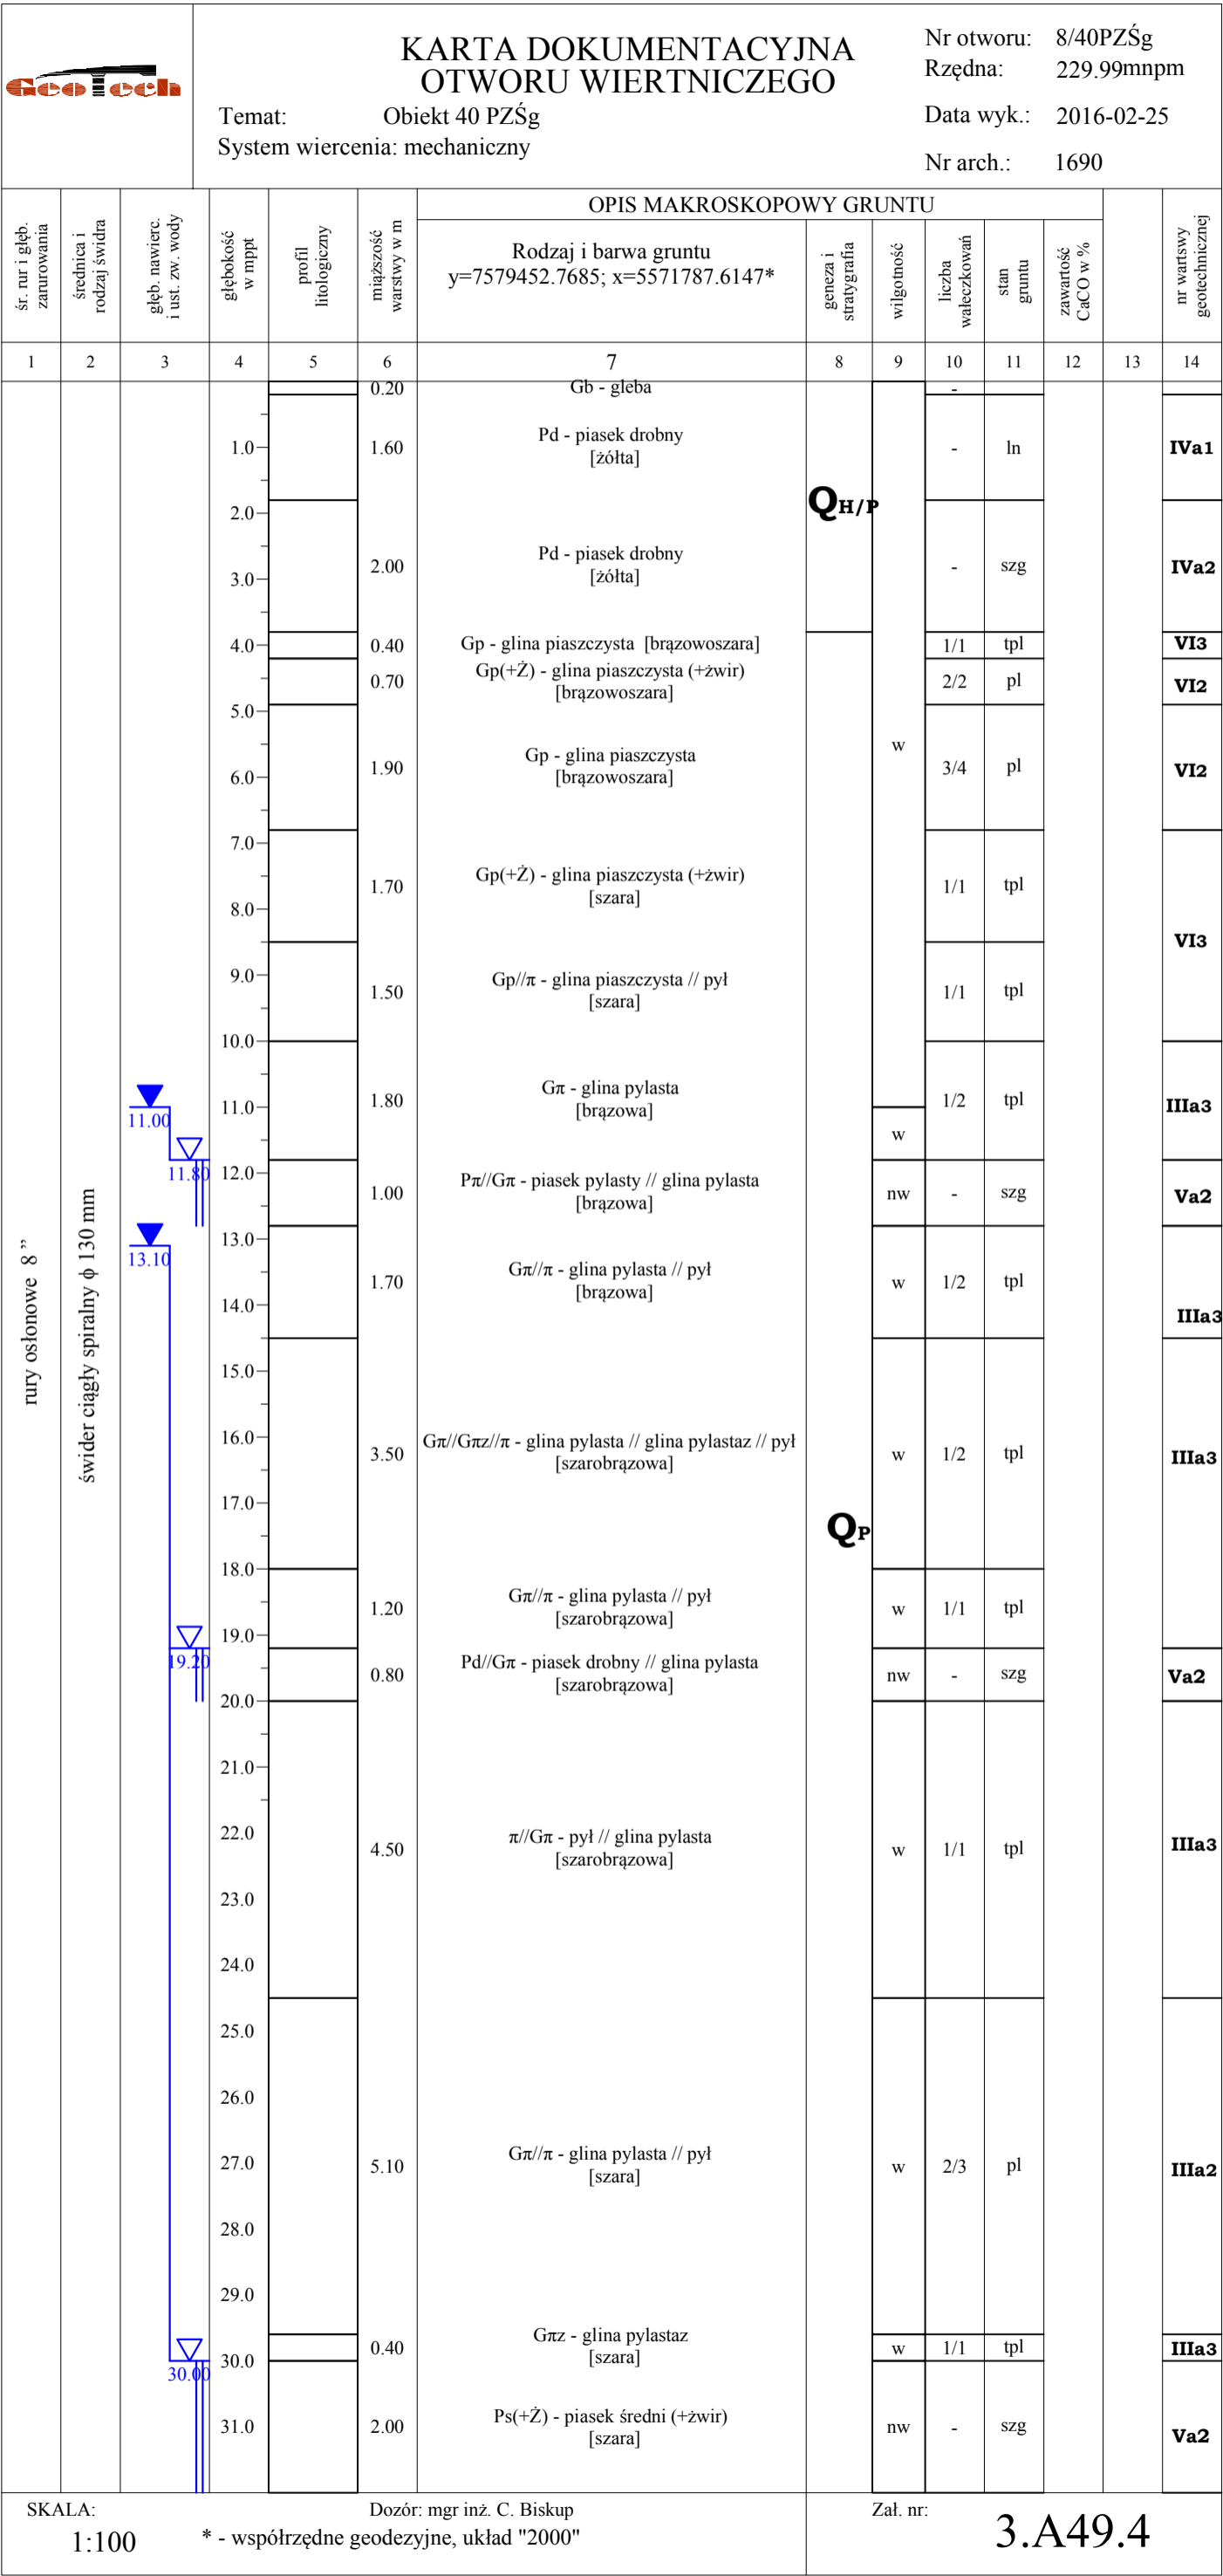 GeoTech
KARTA DOKUMENTACYJNA
OTWORU WIERTNICZEGO
Temat: Obiekt 40 PZŚg
System wiercenia: mechaniczny
Nr otworu: 8/40PZŚg
Rzędna: 229.99mnpm
Data wyk.: 2016-02-25
Nr arch.: 1690
śr. rur i głęb.
zarurowania
średnica i
rodzaj świdra
głęb. nawierc.
i ust. zw. wody
głębokość
w mppt
profil
litologiczny
miąższość
warstwy w m
OPIS MAKROSKOPOWY GRUNTU
Rodzaj i barwa gruntu
y=7579452.7685; x=5571787.6147*
geneza i
stratygrafia
wilgotność
liczba
wałeczkowań
stan
gruntu
zawartość
CaCO w %
nr wartswy
geotechnicznej
1 2 3 4 5 6 7 8 9 10 11 12 13 14
0.20 Gb - gleba -
1.0 1.60 Pd - piasek drobny
[żółta] - ln IVa1
QH/P
2.0
2.00 Pd - piasek drobny
[żółta] - szg IVa2
3.0
4.0 0.40 Gp - glina piaszczysta [brązowoszara] 1/1 tpl VI3
0.70 Gp(+Ż) - glina piaszczysta (+żwir)
[brązowoszara] 2/2 pl VI2
5.0
w
1.90 Gp - glina piaszczysta
[brązowoszara] 3/4 pl VI2
6.0
7.0
1.70 Gp(+Ż) - glina piaszczysta (+żwir)
[szara] 1/1 tpl
8.0
VI3
9.0
1.50 Gp//π - glina piaszczysta // pył
[szara] 1/1 tpl
10.0
1.80 Gπ - glina pylasta
[brązowa] 1/2 tpl IIIa3
11.0
11.00
w
11.80
12.0
1.00 Pπ//Gπ - piasek pylasty // glina pylasta
[brązowa] nw - szg Va2
13.0
13.10
1.70 Gπ//π - glina pylasta // pył
[brązowa] w 1/2 tpl
14.0
IIIa3
rury osłonowe 8 ”
świder ciągły spiralny ϕ 130 mm
15.0
16.0
3.50 Gπ//Gπz//π - glina pylasta // glina pylastaz // pył
[szarobrązowa] w 1/2 tpl IIIa3
17.0
QP
18.0
1.20 Gπ//π - glina pylasta // pył
[szarobrązowa] w 1/1 tpl
19.0
19.20
0.80 Pd//Gπ - piasek drobny // glina pylasta
[szarobrązowa] nw - szg Va2
20.0
21.0
22.0
4.50 π//Gπ - pył // glina pylasta
[szarobrązowa] w 1/1 tpl IIIa3
23.0
24.0
25.0
26.0
27.0
5.10 Gπ//π - glina pylasta // pył
[szara] w 2/3 pl IIIa2
28.0
29.0
0.40 Gπz - glina pylastaz
[szara] w 1/1 tpl IIIa3
30.0
30.00
31.0 2.00 Ps(+Ż) - piasek średni (+żwir)
[szara] nw - szg Va2
SKALA:
1:100
Dozór: mgr inż. C. Biskup
* - współrzędne geodezyjne, układ "2000"
Zał. nr:
3.A49.4